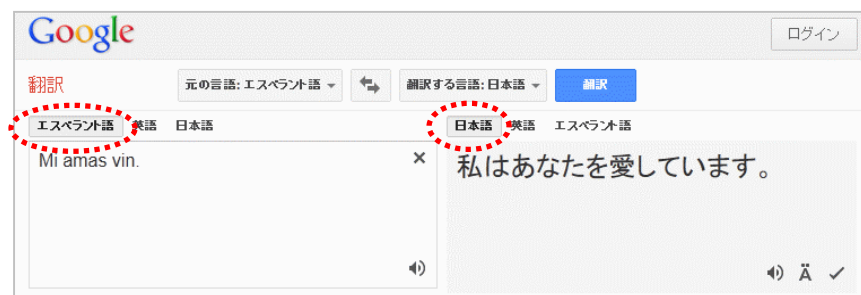 Google ログイン
翻訳 元の言語: エスペラント語 翻訳する言語: 日本語 翻訳
エスペラント語 英語 日本語 日本語 英語 エスペラント語
Mi amas vin. 私はあなたを愛しています。
Ä